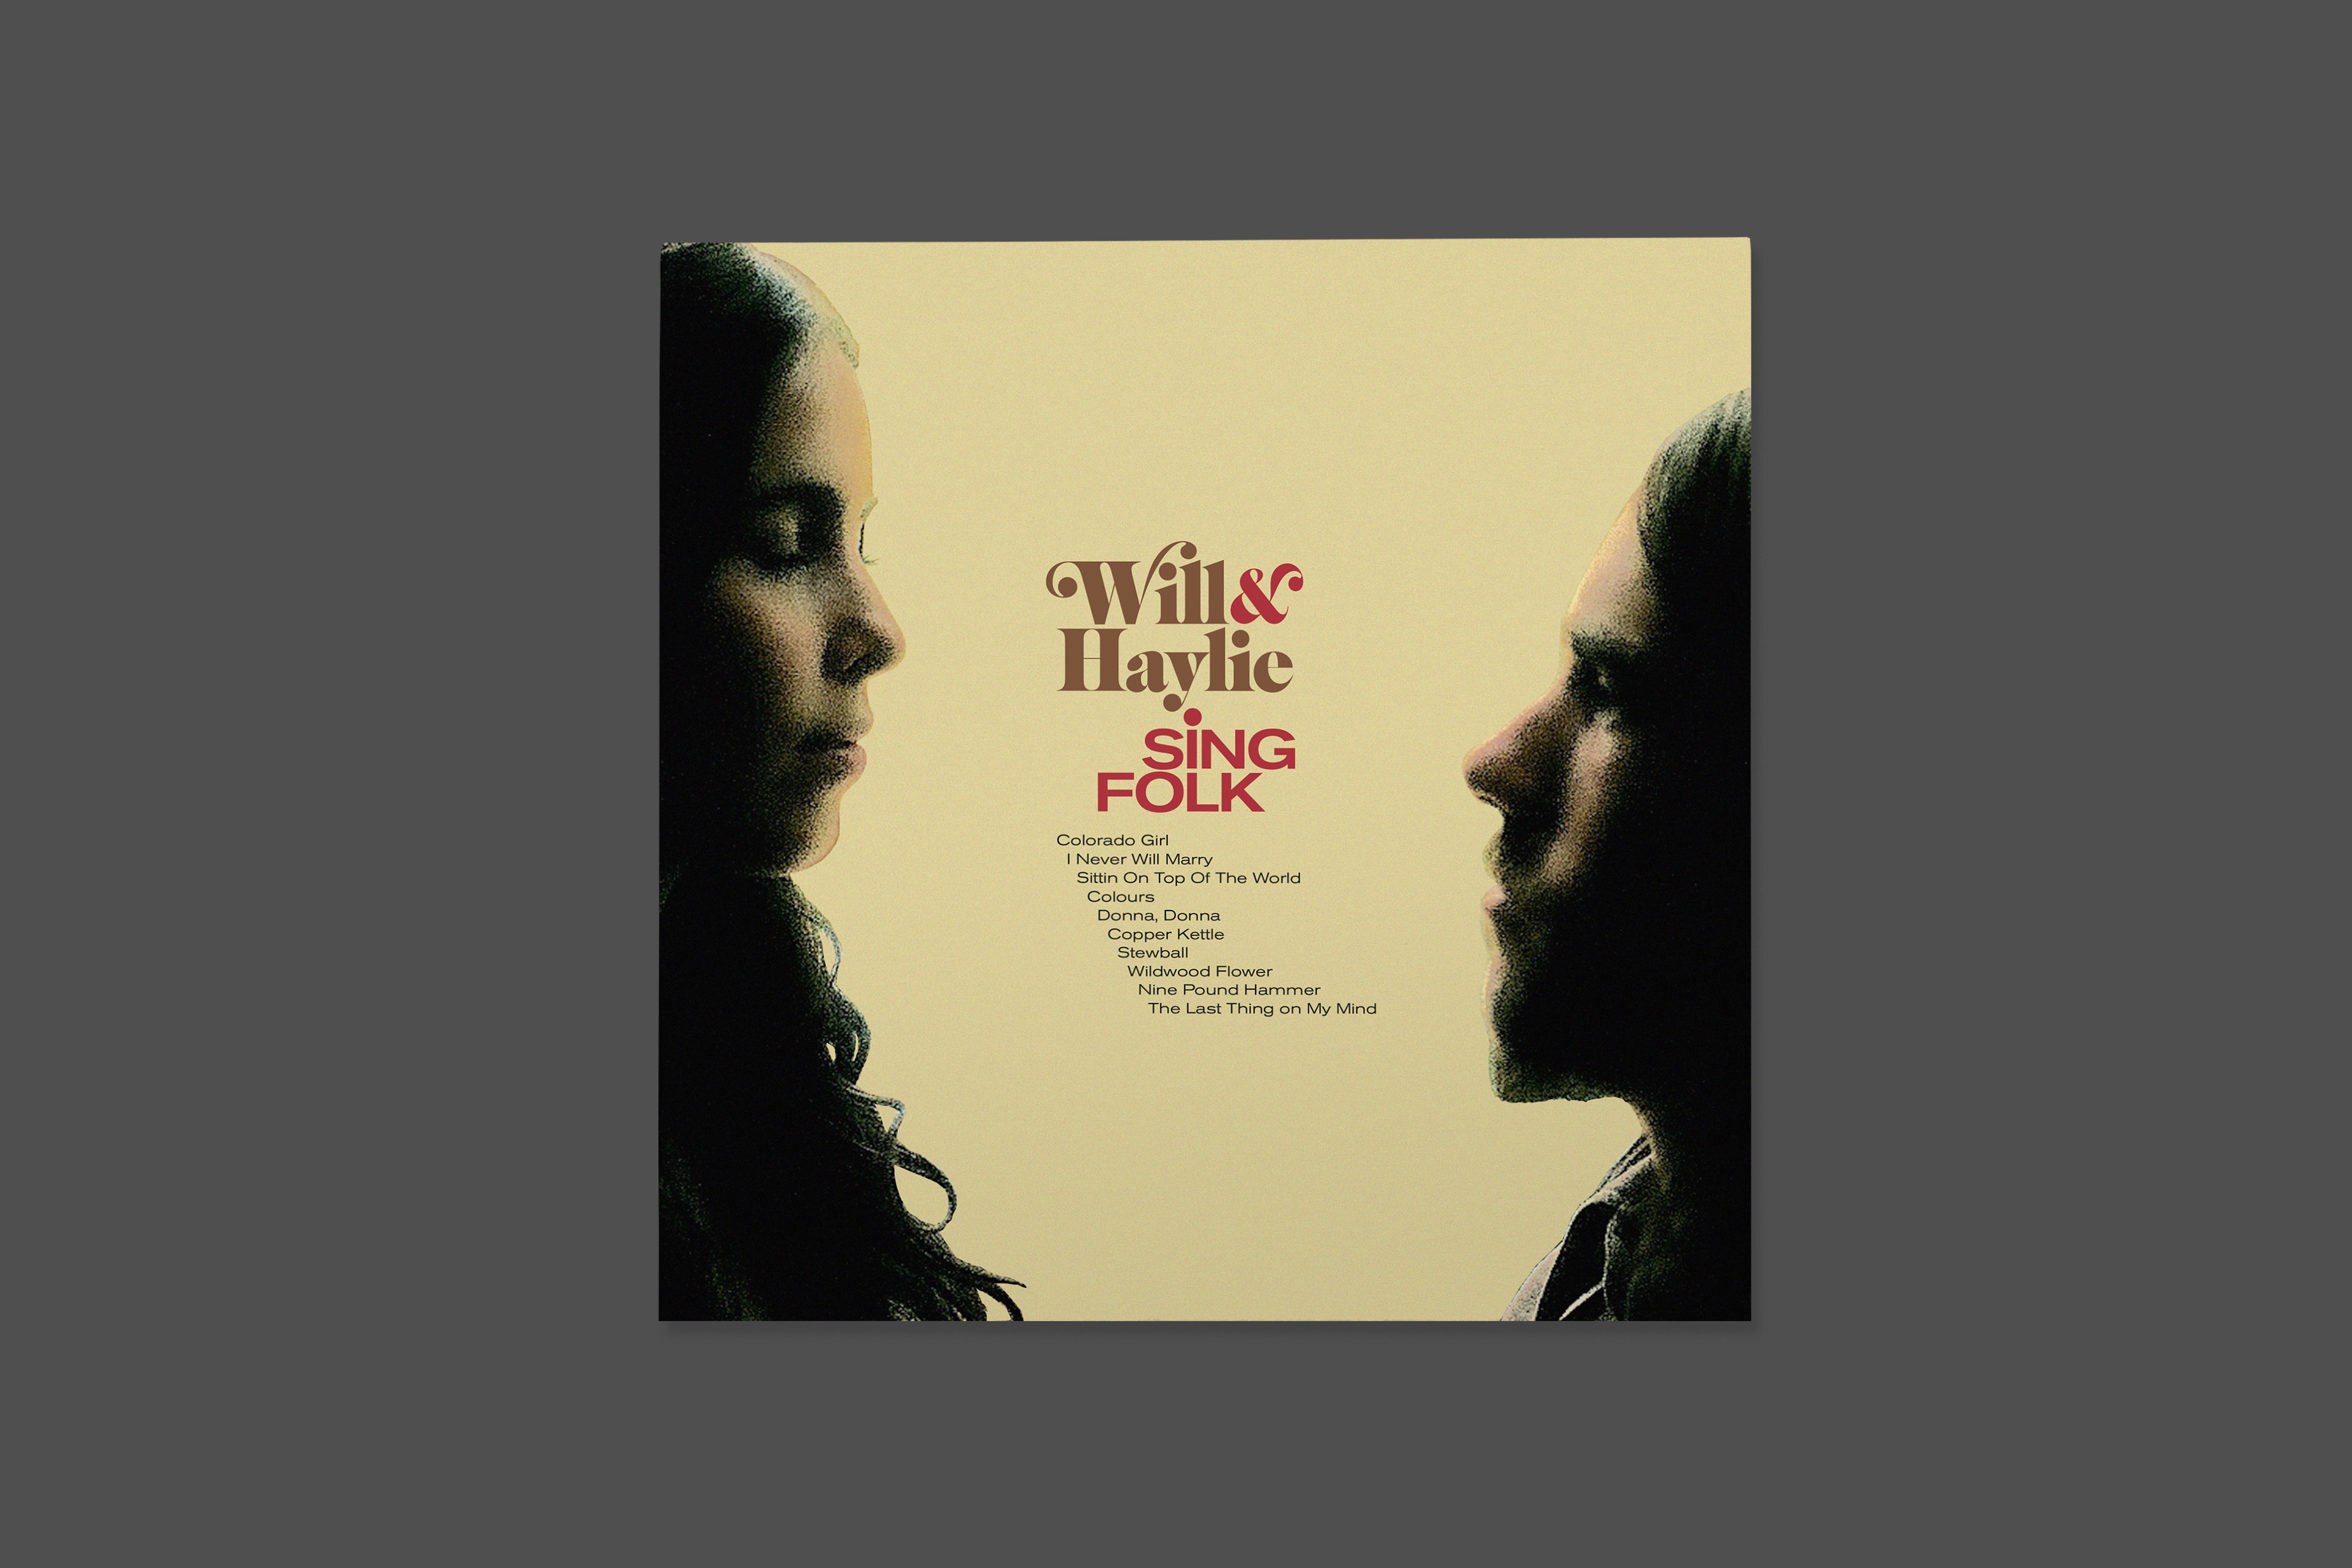 Will &
Haylie
SiNG
FOLK
Colorado Girl
I Never Will Marry
Sittin On Top Of The World
Colours
Donna, Donna
Copper Kettle
Stewball
Wildwood Flower
Nine Pound Hammer
The Last Thing on My Mind